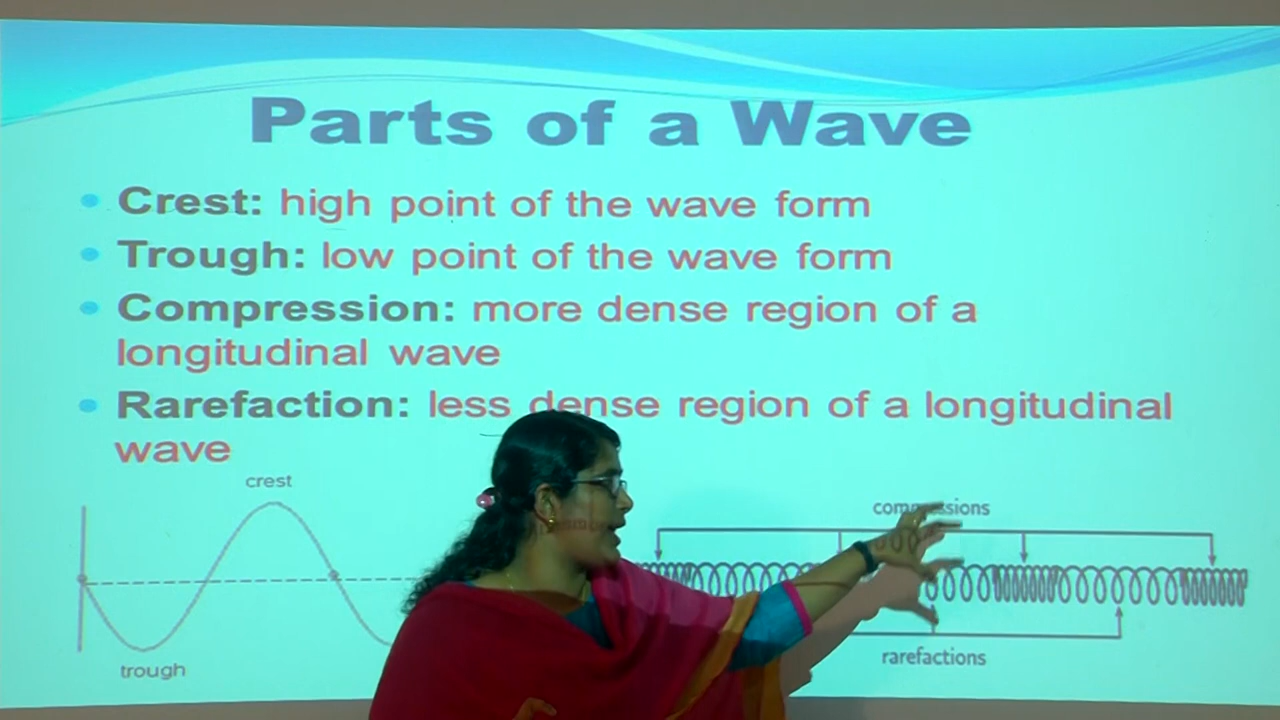 Parts of a Wave
Crest: high point of the wave form
Trough: low point of the wave form
Compression: more dense region of a
longitudinal wave
Rarefaction: less dense region of a longitudinal
wave
crest
compressions
trough
rarefactions